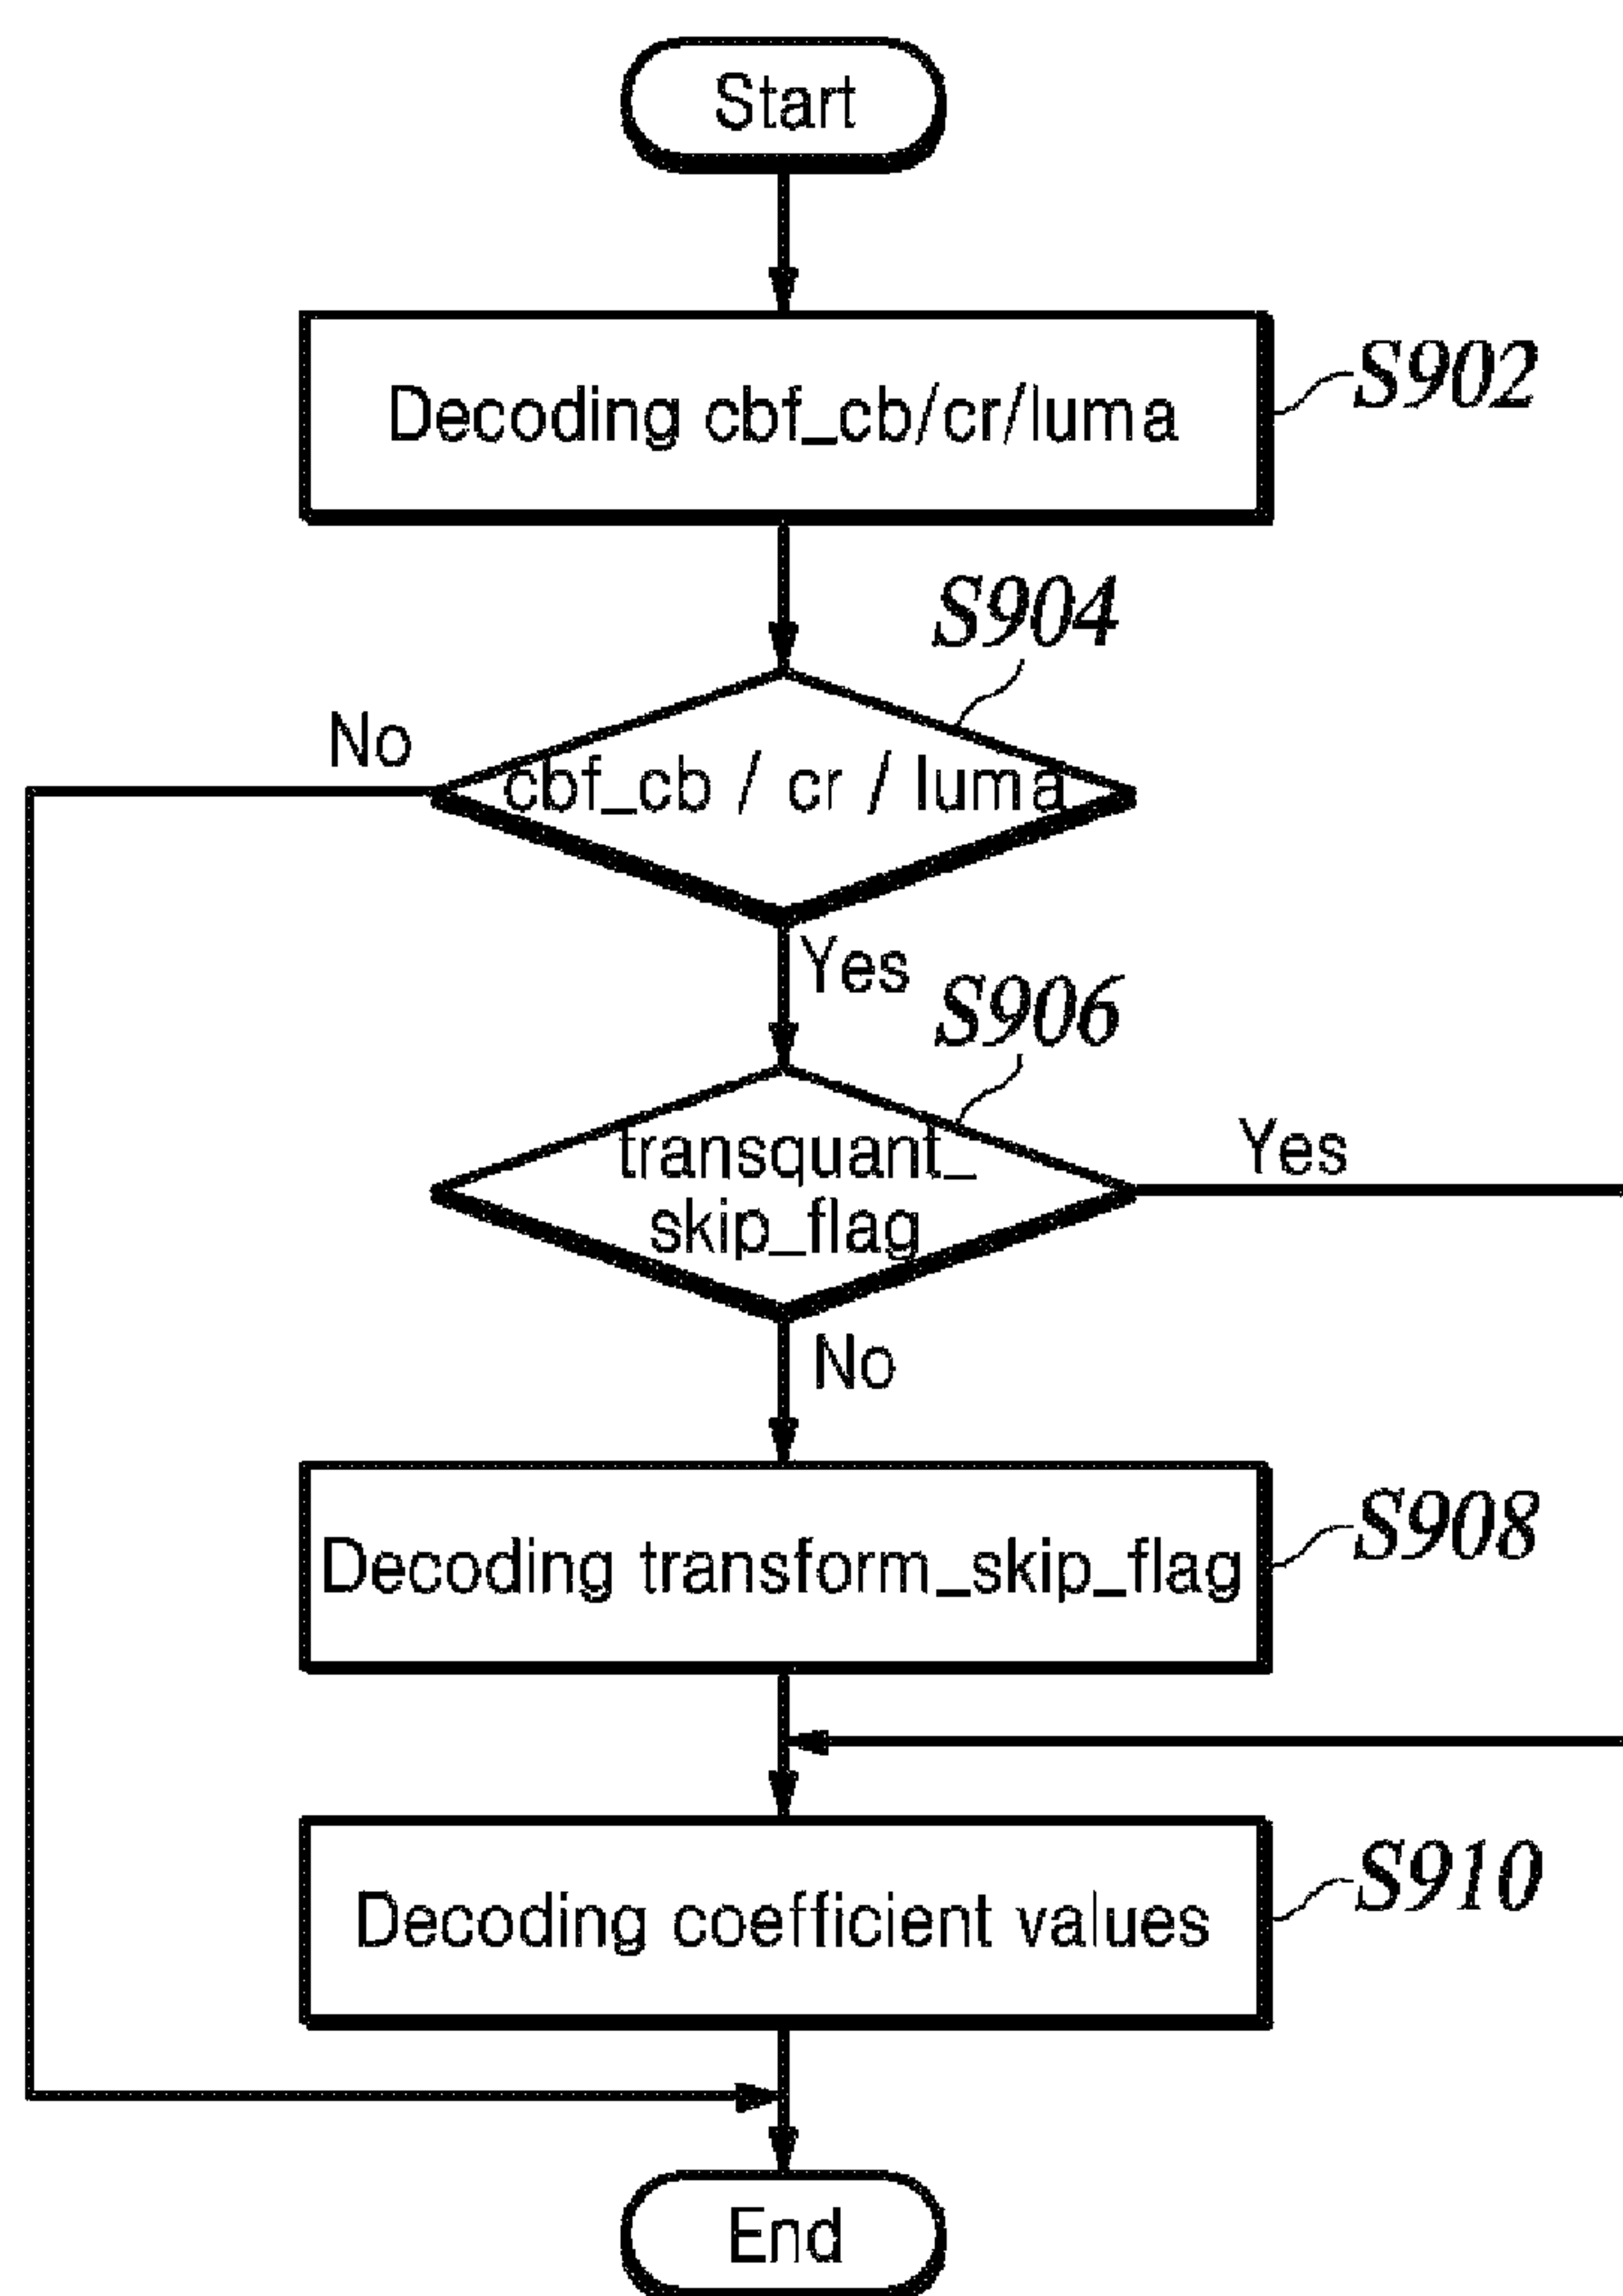 Start
Decoding cbf_cb/cr/luma
S902
S904
No
cbf_cb / cr / luma
Yes
S906
transquant_
skip_flag
Yes
No
Decoding transform_skip_flag
S908
Decoding coefficient values
S910
End